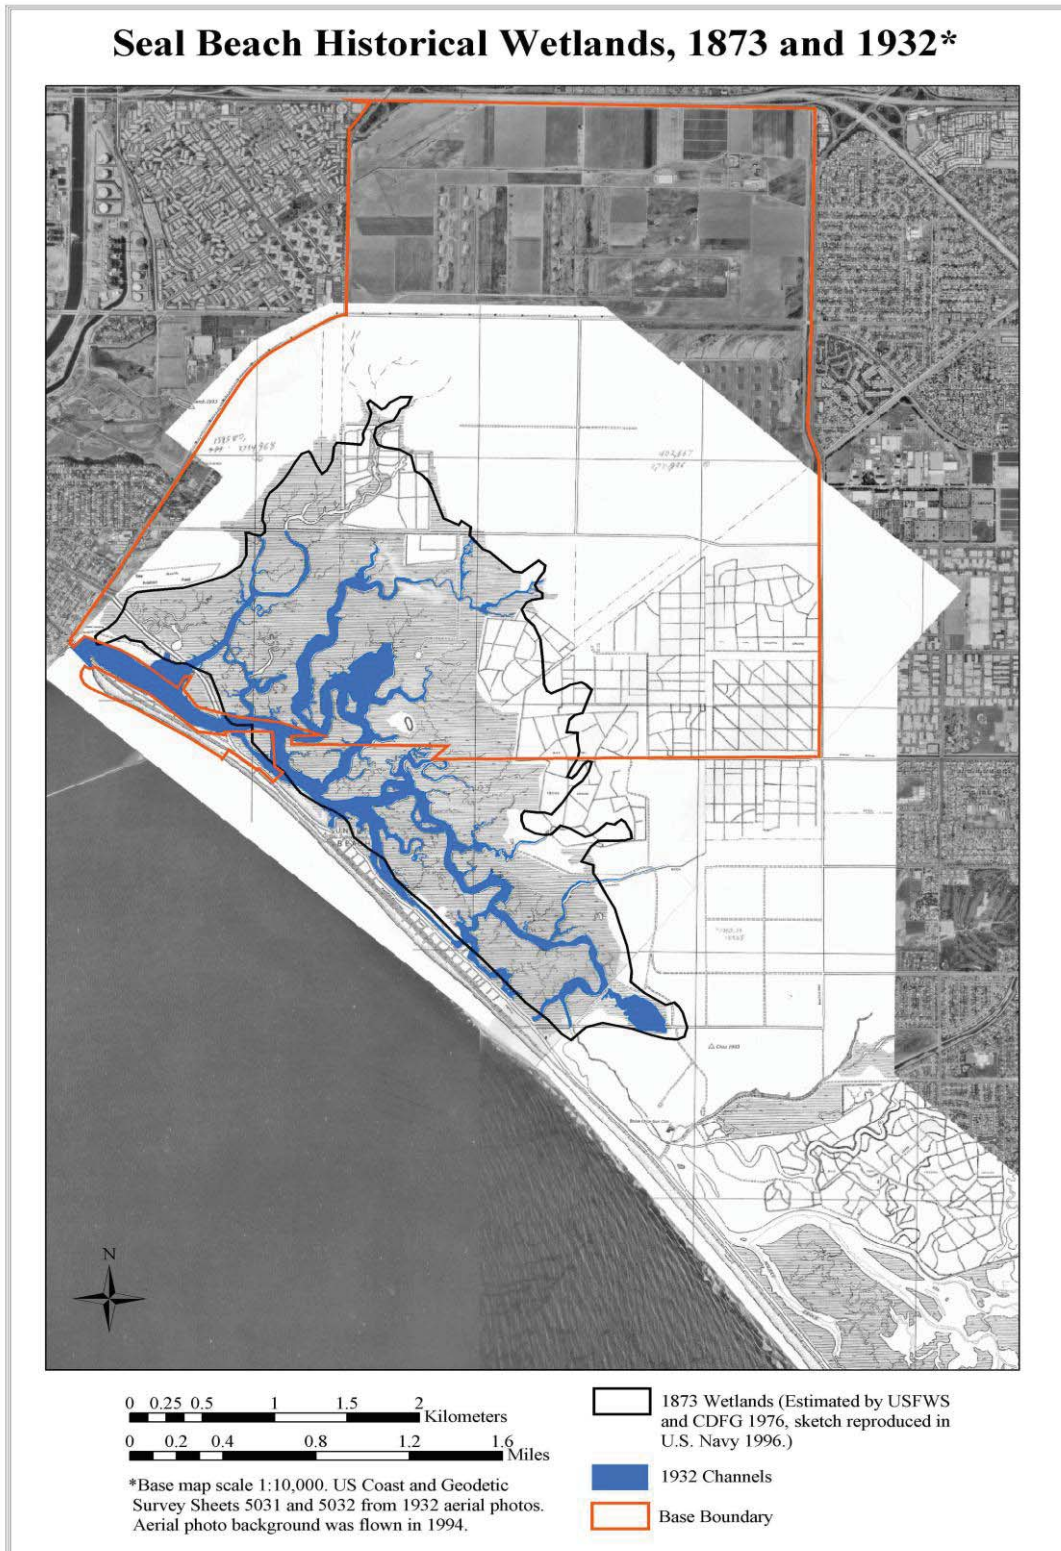 Seal Beach Historical Wetlands, 1873 and 1932*
N
0 0.25 0.5 1 1.5 2
Kilometers
0 0.2 0.4 0.8 1.2 1.6
Miles
*Base map scale 1:10,000. US Coast and Geodetic
Survey Sheets 5031 and 5032 from 1932 aerial photos.
Aerial photo background was flown in 1994.
1873 Wetlands (Estimated by USFWS
and CDFG 1976, sketch reproduced in
U.S. Navy 1996.)
1932 Channels
Base Boundary